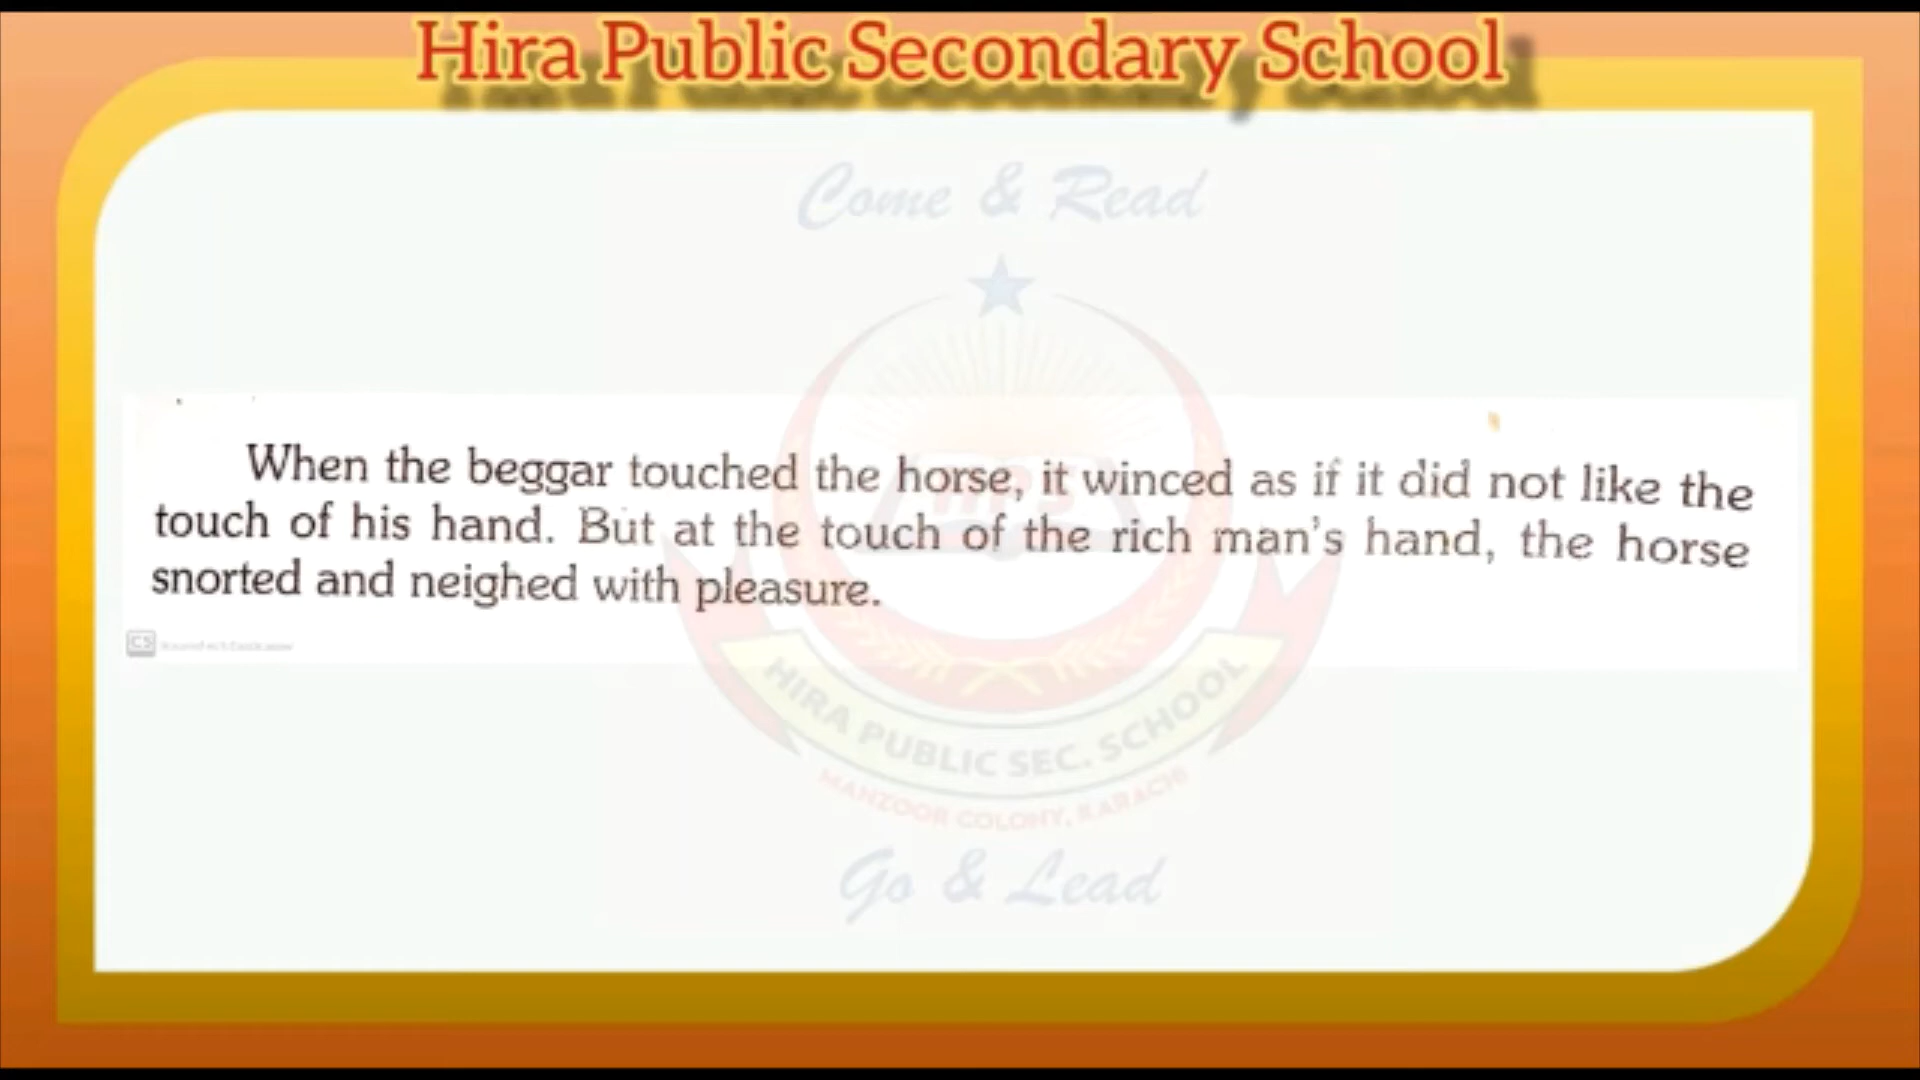 Hira Public Secondary School
Come & Read
When the beggar touched the horse, it winced as if it did not like the
touch of his hand. But at the touch of the rich man's hand, the horse
snorted and neighed with pleasure.
CS
HIRA PUBLIC SEC. SCHOOL
MANZOOR COLONY, KARACHI
Go & Lead